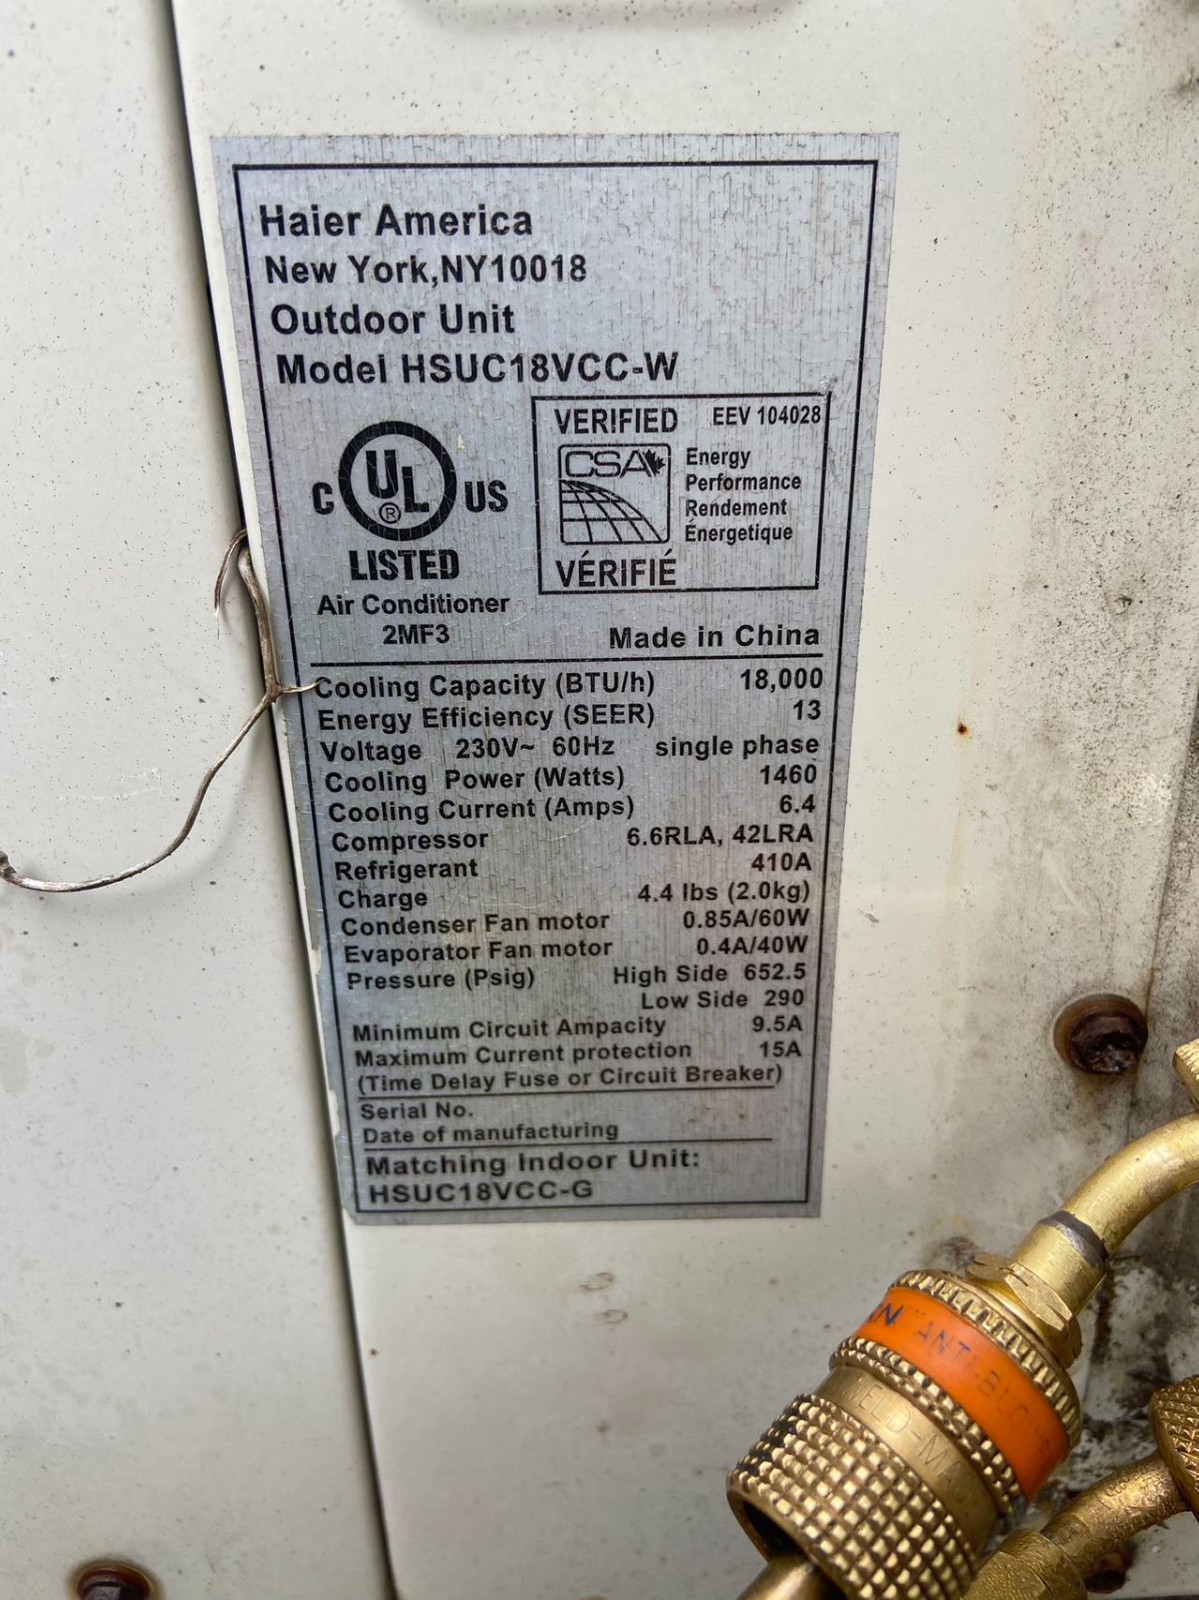 Haier America
New York,NY10018
Outdoor Unit
Model HSUC18VCC-W
C UL® US
LISTED
Air Conditioner
2MF3
VERIFIED EEV 104028
CSA
Energy
Performance
Rendement
Énergetique
VÉRIFIÉ
Made in China
Cooling Capacity (BTU/h) 18,000
Energy Efficiency (SEER) 13
Voltage 230V~ 60Hz single phase
Cooling Power (Watts) 1460
Cooling Current (Amps) 6.4
Compressor 6.6RLA, 42LRA
Refrigerant 410A
Charge 4.4 lbs (2.0kg)
Condenser Fan motor 0.85A/60W
Evaporator Fan motor 0.4A/40W
Pressure (Psig) High Side 652.5
Low Side 290
Minimum Circuit Ampacity 9.5A
Maximum Current protection 15A
(Time Delay Fuse or Circuit Breaker)
Serial No.
Date of manufacturing
Matching Indoor Unit:
HSUC18VCC-G